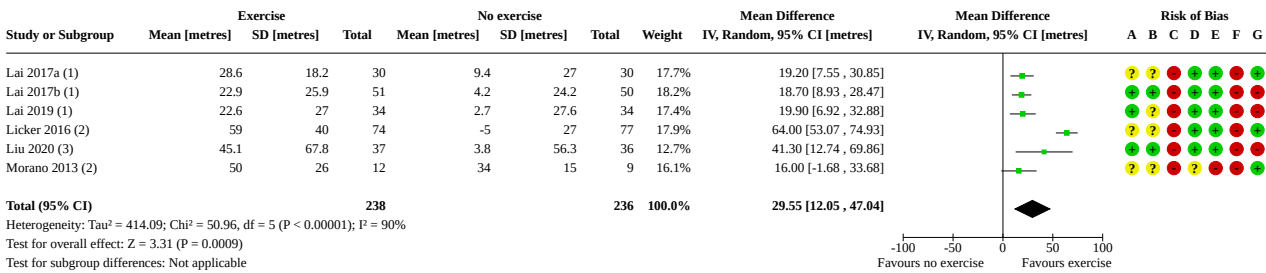 Exercise No exercise Mean Difference Mean Difference Risk of Bias
Study or Subgroup Mean [metres] SD [metres] Total Mean [metres] SD [metres] Total Weight IV, Random, 95% CI [metres] IV, Random, 95% CI [metres] A B C D E F G
Lai 2017a (1) 28.6 18.2 30 9.4 27 30 17.7% 19.20 [7.55 , 30.85] ? ? - + + - +
Lai 2017b (1) 22.9 25.9 51 4.2 24.2 50 18.2% 18.70 [8.93 , 28.47] + + - + + - -
Lai 2019 (1) 22.6 27 34 2.7 27.6 34 17.4% 19.90 [6.92 , 32.88] + ? - + + - -
Licker 2016 (2) 59 40 74 -5 27 77 17.9% 64.00 [53.07 , 74.93] ? ? - + + - +
Liu 2020 (3) 45.1 67.8 37 3.8 56.3 36 12.7% 41.30 [12.74 , 69.86] + + - + + - -
Morano 2013 (2) 50 26 12 34 15 9 16.1% 16.00 [-1.68 , 33.68] ? ? - ? - - +
Total (95% CI) 238 236 100.0% 29.55 [12.05 , 47.04]
Heterogeneity: Tau² = 414.09; Chi² = 50.96, df = 5 (P < 0.00001); I² = 90%
Test for overall effect: Z = 3.31 (P = 0.0009) -100 -50 0 50 100
Test for subgroup differences: Not applicable Favours no exercise Favours exercise